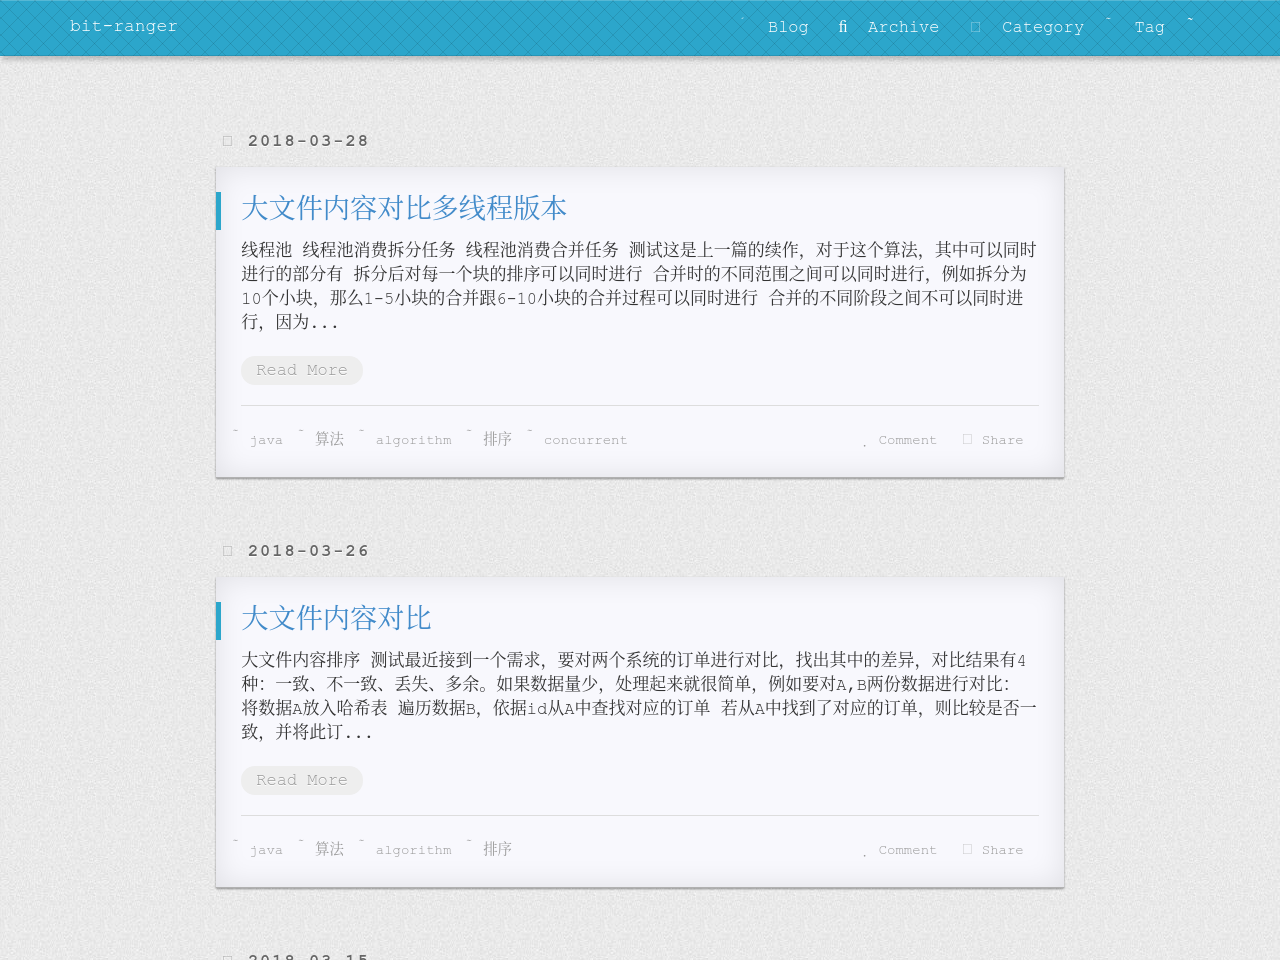 bit-ranger
Blog Archive Category Tag
2018-03-28
大文件内容对比多线程版本
线程池 线程池消费拆分任务 线程池消费合并任务 测试这是上一篇的续作，对于这个算法，其中可以同时
进行的部分有 拆分后对每一个块的排序可以同时进行 合并时的不同范围之间可以同时进行，例如拆分为
10个小块，那么1-5小块的合并跟6-10小块的合并过程可以同时进行 合并的不同阶段之间不可以同时进
行，因为...
Read More
java 算法 algorithm 排序 concurrent Comment Share
2018-03-26
大文件内容对比
大文件内容排序 测试最近接到一个需求，要对两个系统的订单进行对比，找出其中的差异，对比结果有4
种：一致、不一致、丢失、多余。如果数据量少，处理起来就很简单，例如要对A,B两份数据进行对比：
将数据A放入哈希表 遍历数据B，依据id从A中查找对应的订单 若从A中找到了对应的订单，则比较是否一
致，并将此订...
Read More
java 算法 algorithm 排序 Comment Share
2018-03-15